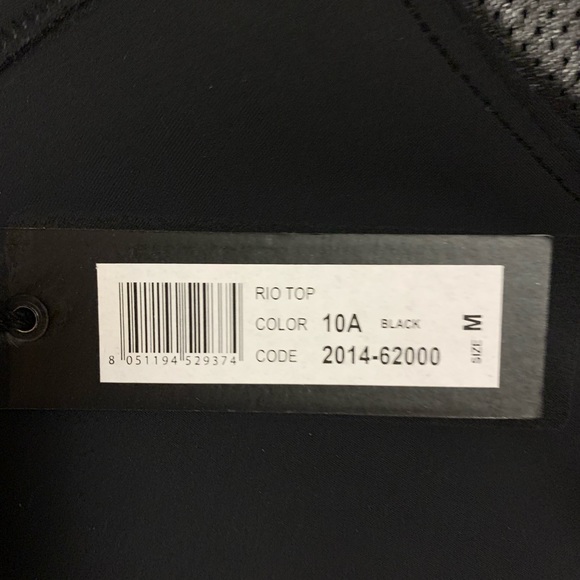 RIO TOP
COLOR 10A BLACK
CODE 2014-62000
SIZE M
8 051194 529374